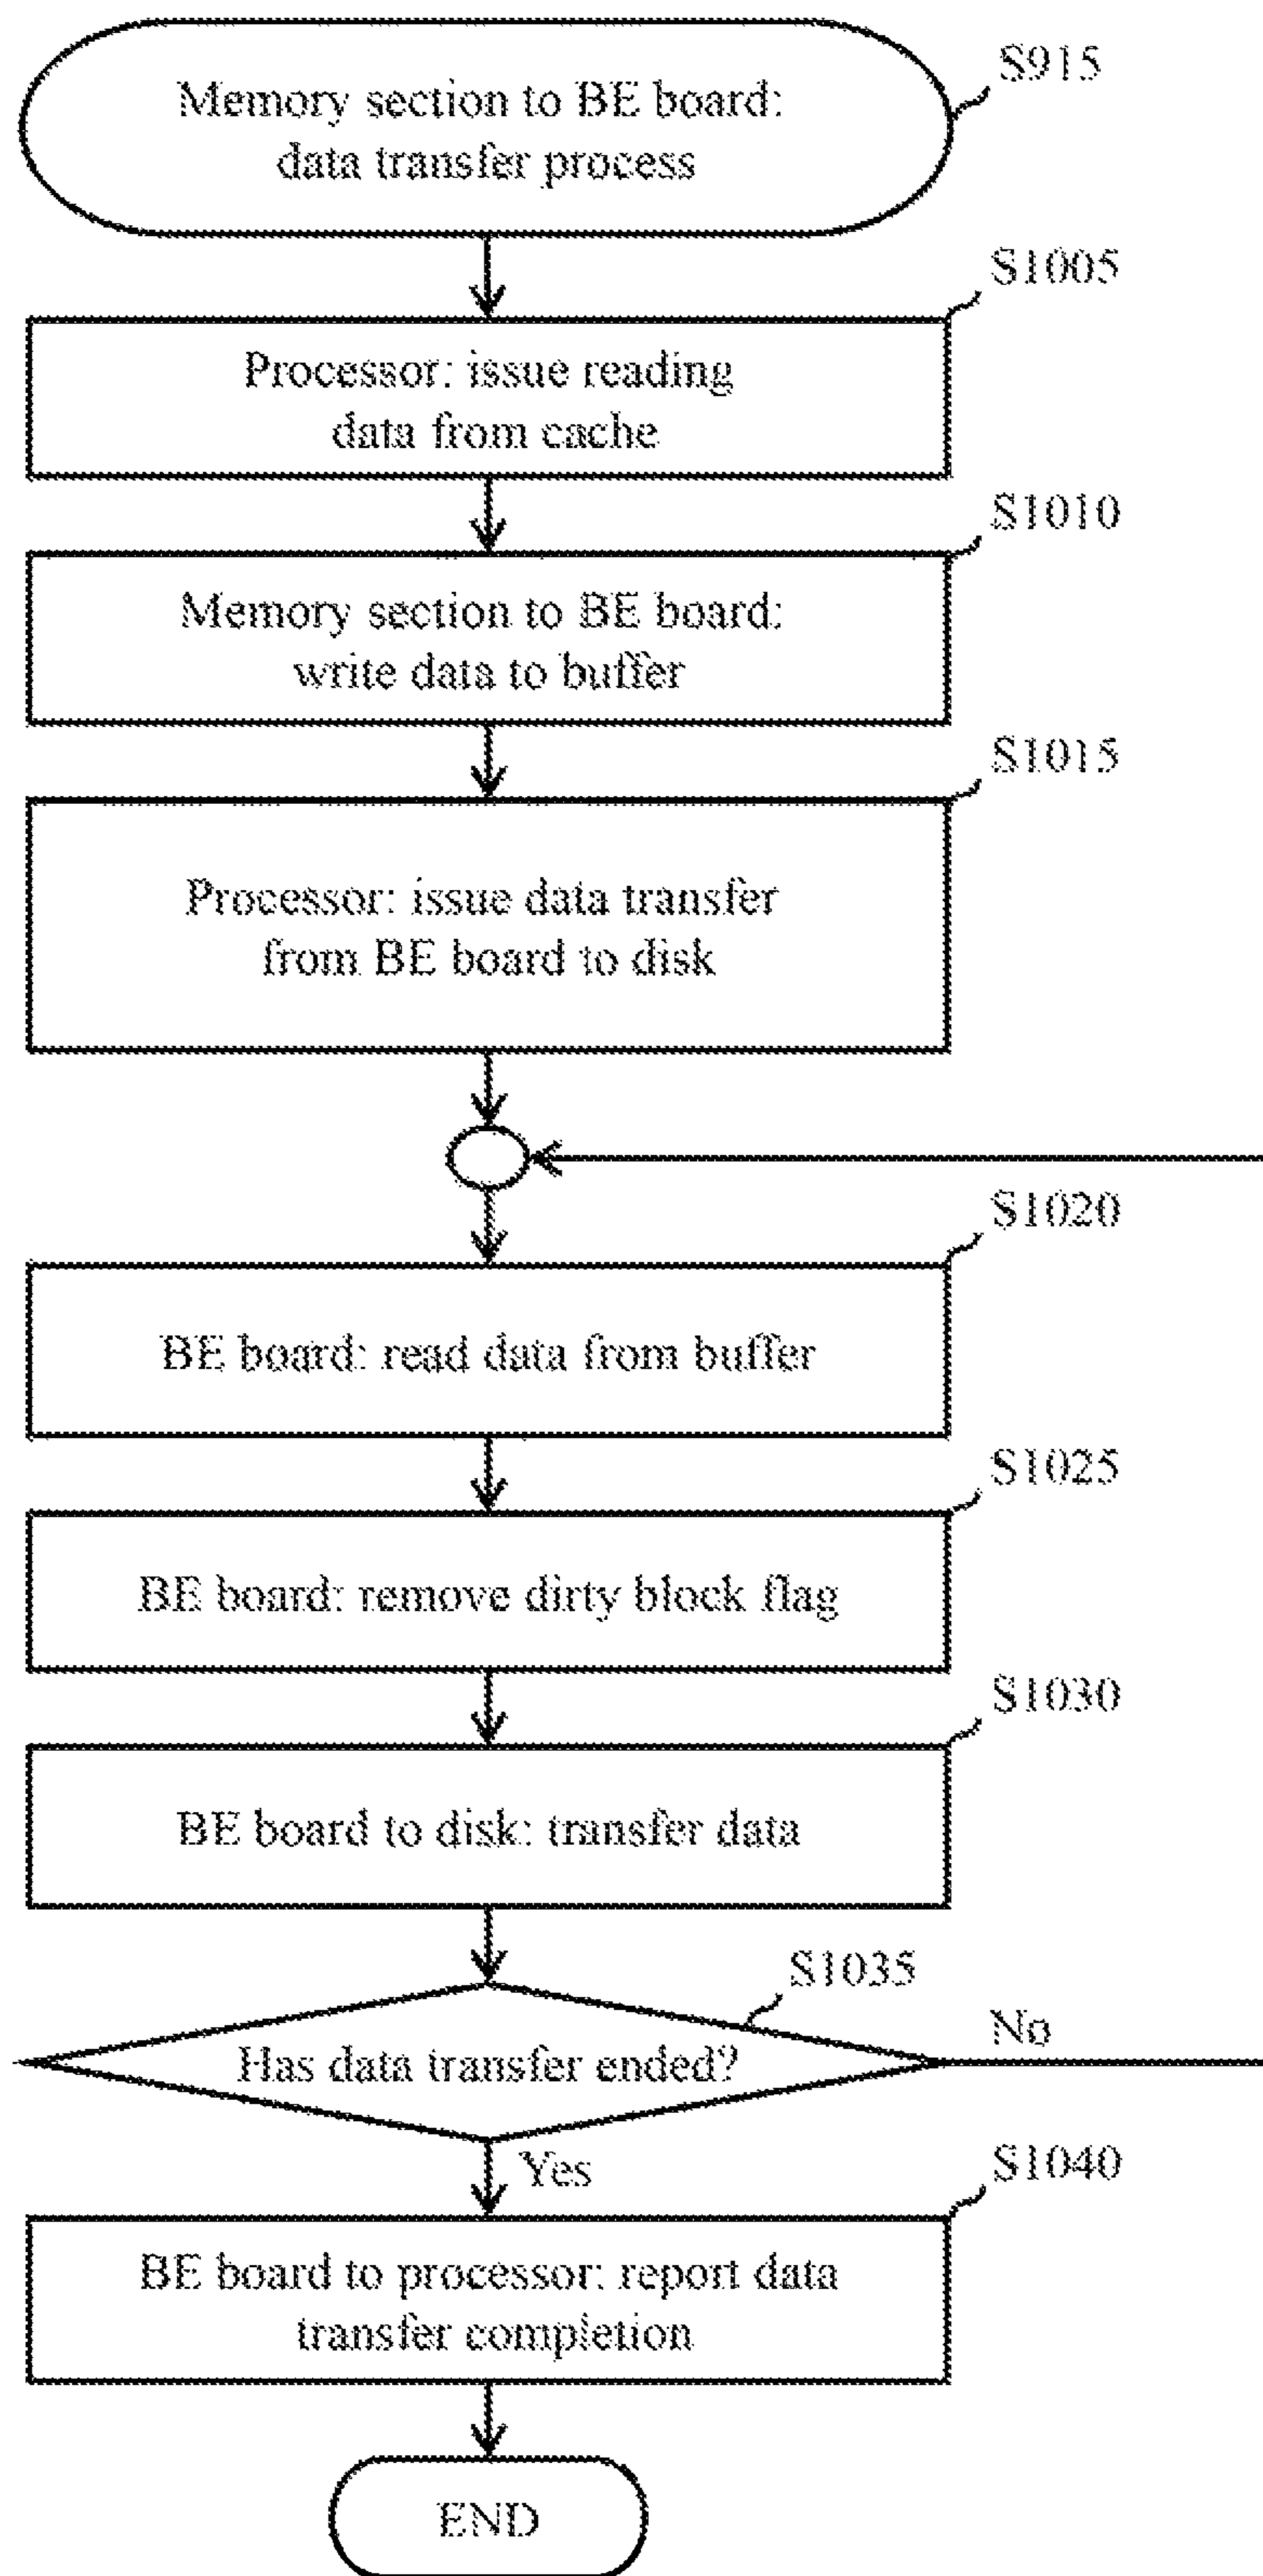 S915
Memory section to BE board:
data transfer process
S1005
Processor: issue reading
data from cache
S1010
Memory section to BE board:
write data to buffer
S1015
Processor: issue data transfer
from BE board to disk
S1020
BE board: read data from buffer
S1025
BE board: remove dirty block flag
S1030
BE board to disk: transfer data
S1035
Has data transfer ended?
No
Yes
S1040
BE board to processor: report data
transfer completion
END